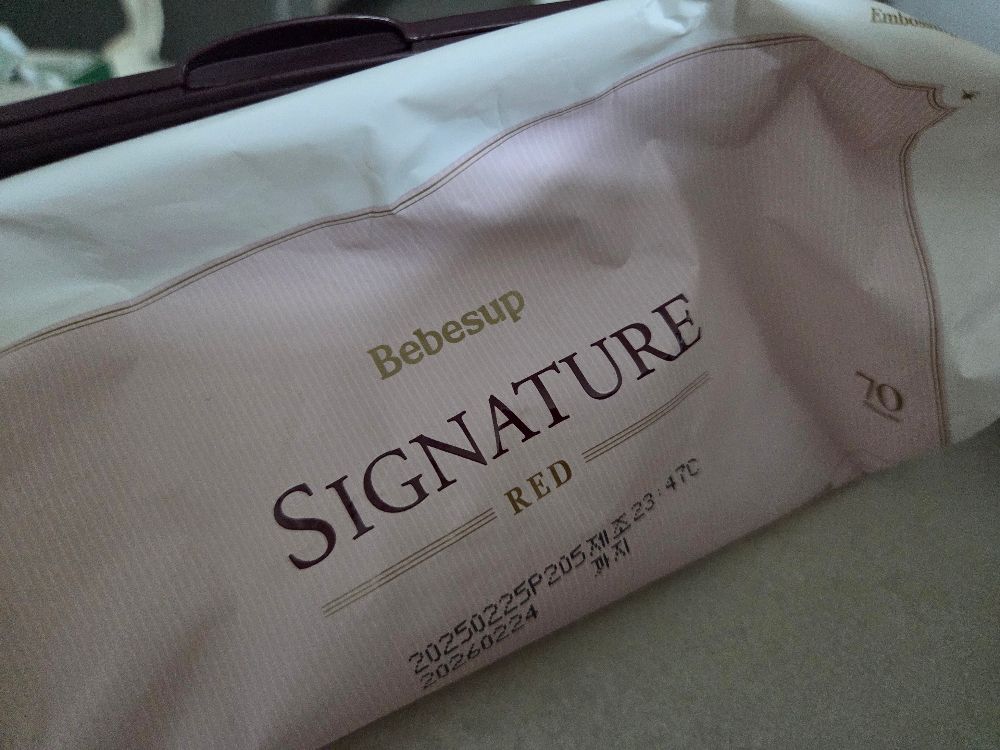 Bebesup
SIGNATURE
RED
70
20250225P205제조23:47C
20260224 까지